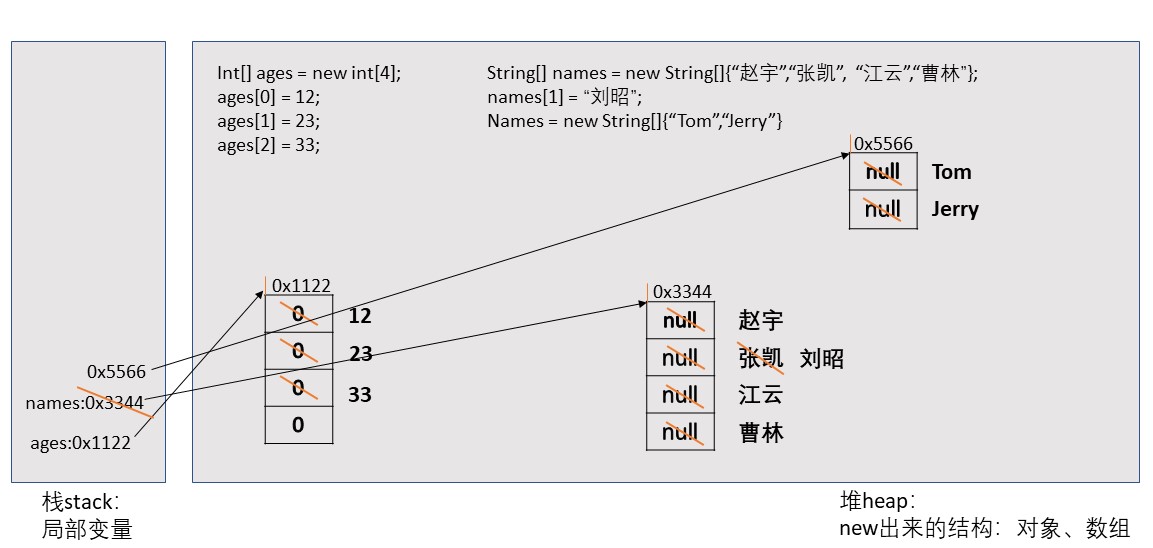 Int[] ages = new int[4];
ages[0] = 12;
ages[1] = 23;
ages[2] = 33;
String[] names = new String[]{“赵宇”,“张凯”, “江云”,“曹林”};
names[1] = “刘昭”;
Names = new String[]{“Tom”,“Jerry”}
0x5566
null Tom
null Jerry
0x1122
0 12
0 23
0 33
0
0x3344
null 赵宇
null 张凯 刘昭
null 江云
null 曹林
0x5566
names:0x3344
ages:0x1122
栈stack：
局部变量
堆heap：
new出来的结构：对象、数组